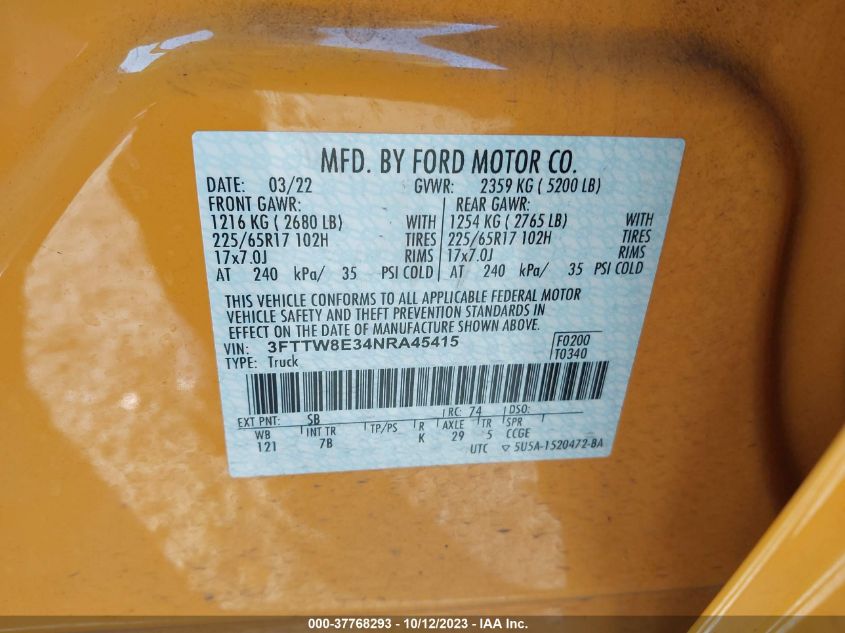 MFD. BY FORD MOTOR CO.
DATE: 03/22 GVWR: 2359 KG ( 5200 LB)
FRONT GAWR: REAR GAWR:
1216 KG ( 2680 LB) WITH 1254 KG ( 2765 LB) WITH
225/65R17 102H TIRES 225/65R17 102H TIRES
17x7.0J RIMS 17x7.0J RIMS
AT 240 kPa/ 35 PSI COLD AT 240 kPa/ 35 PSI COLD
THIS VEHICLE CONFORMS TO ALL APPLICABLE FEDERAL MOTOR
VEHICLE SAFETY AND THEFT PREVENTION STANDARDS IN
EFFECT ON THE DATE OF MANUFACTURE SHOWN ABOVE.
VIN: 3FTTW8E34NRA45415 F0200
TYPE: Truck T0340
EXT PNT: SB RC: 74 DSO:
WB INT TR TP/PS R AXLE TR SPR
121 7B K 29 5 CCGE
UTC ▽ 5U5A-1520472-BA
000-37768293 - 10/12/2023 - IAA Inc.